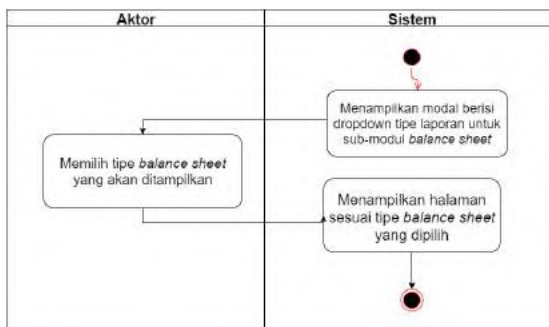 Aktor
Sistem
Menampilkan modal berisi
dropdown tipe laporan untuk
sub-modul balance sheet
Memilih tipe balance sheet
yang akan ditampilkan
Menampilkan halaman
sesuai tipe balance sheet
yang dipilih